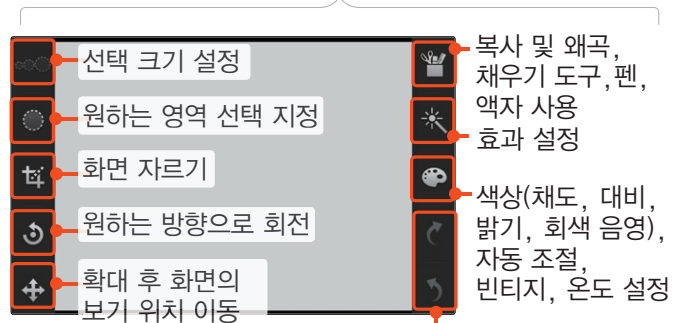 선택 크기 설정
원하는 영역 선택 지정
화면 자르기
원하는 방향으로 회전
확대 후 화면의
보기 위치 이동
복사 및 왜곡,
채우기 도구, 펜,
액자 사용
효과 설정
색상(채도, 대비,
밝기, 회색 음영),
자동 조절,
빈티지, 온도 설정